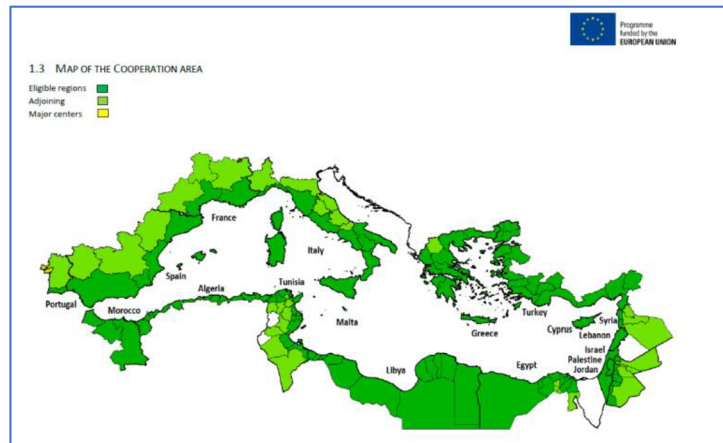 Programme
funded by the
EUROPEAN UNION
1.3 MAP OF THE COOPERATION AREA
Eligible regions
Adjoining
Major centers
France
Italy
Spain
Portugal
Morocco
Algeria
Tunisia
Malta
Libya
Greece
Turkey
Cyprus
Syria
Lebanon
Israel
Palestine
Jordan
Egypt